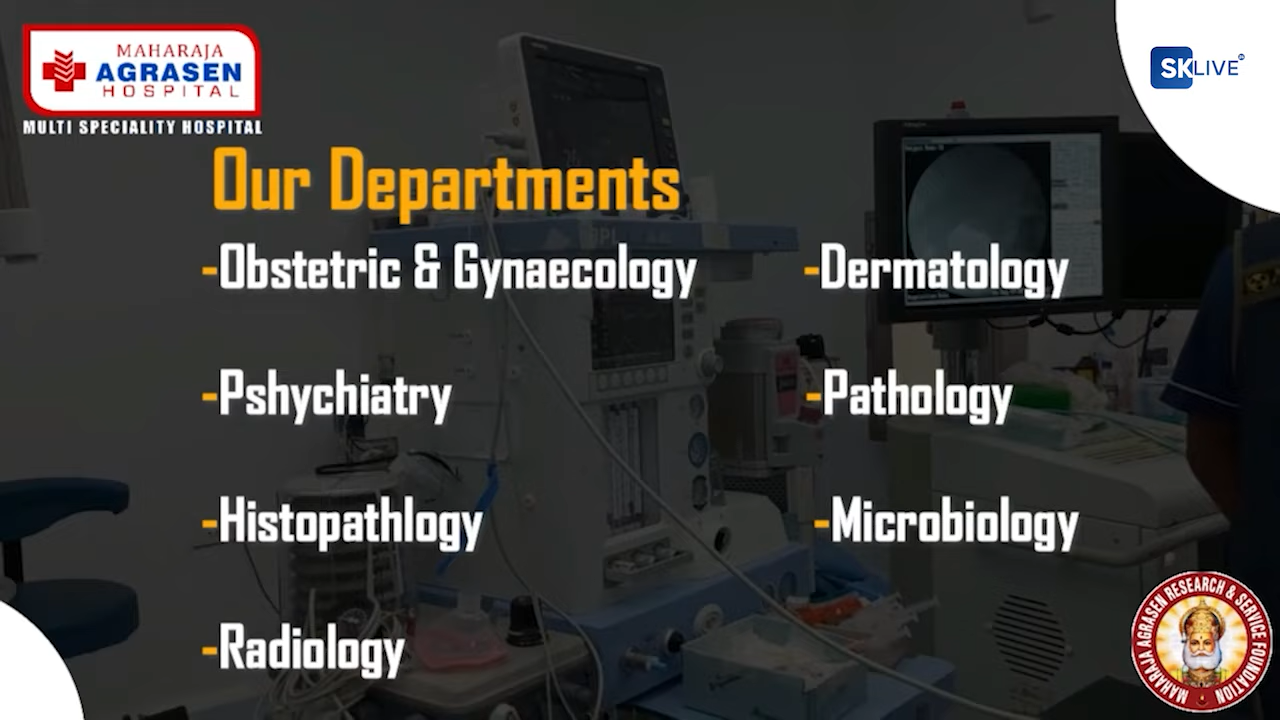 MAHARAJA
AGRASEN
HOSPITAL
MULTI SPECIALITY HOSPITAL
SKLIVE
Our Departments
-Obstetric & Gynaecology
-Dermatology
-Pshychiatry
-Pathology
-Histopathlogy
-Microbiology
-Radiology
MAHARAJA AGRASEN RESEARCH & SERVICE FOUNDATION